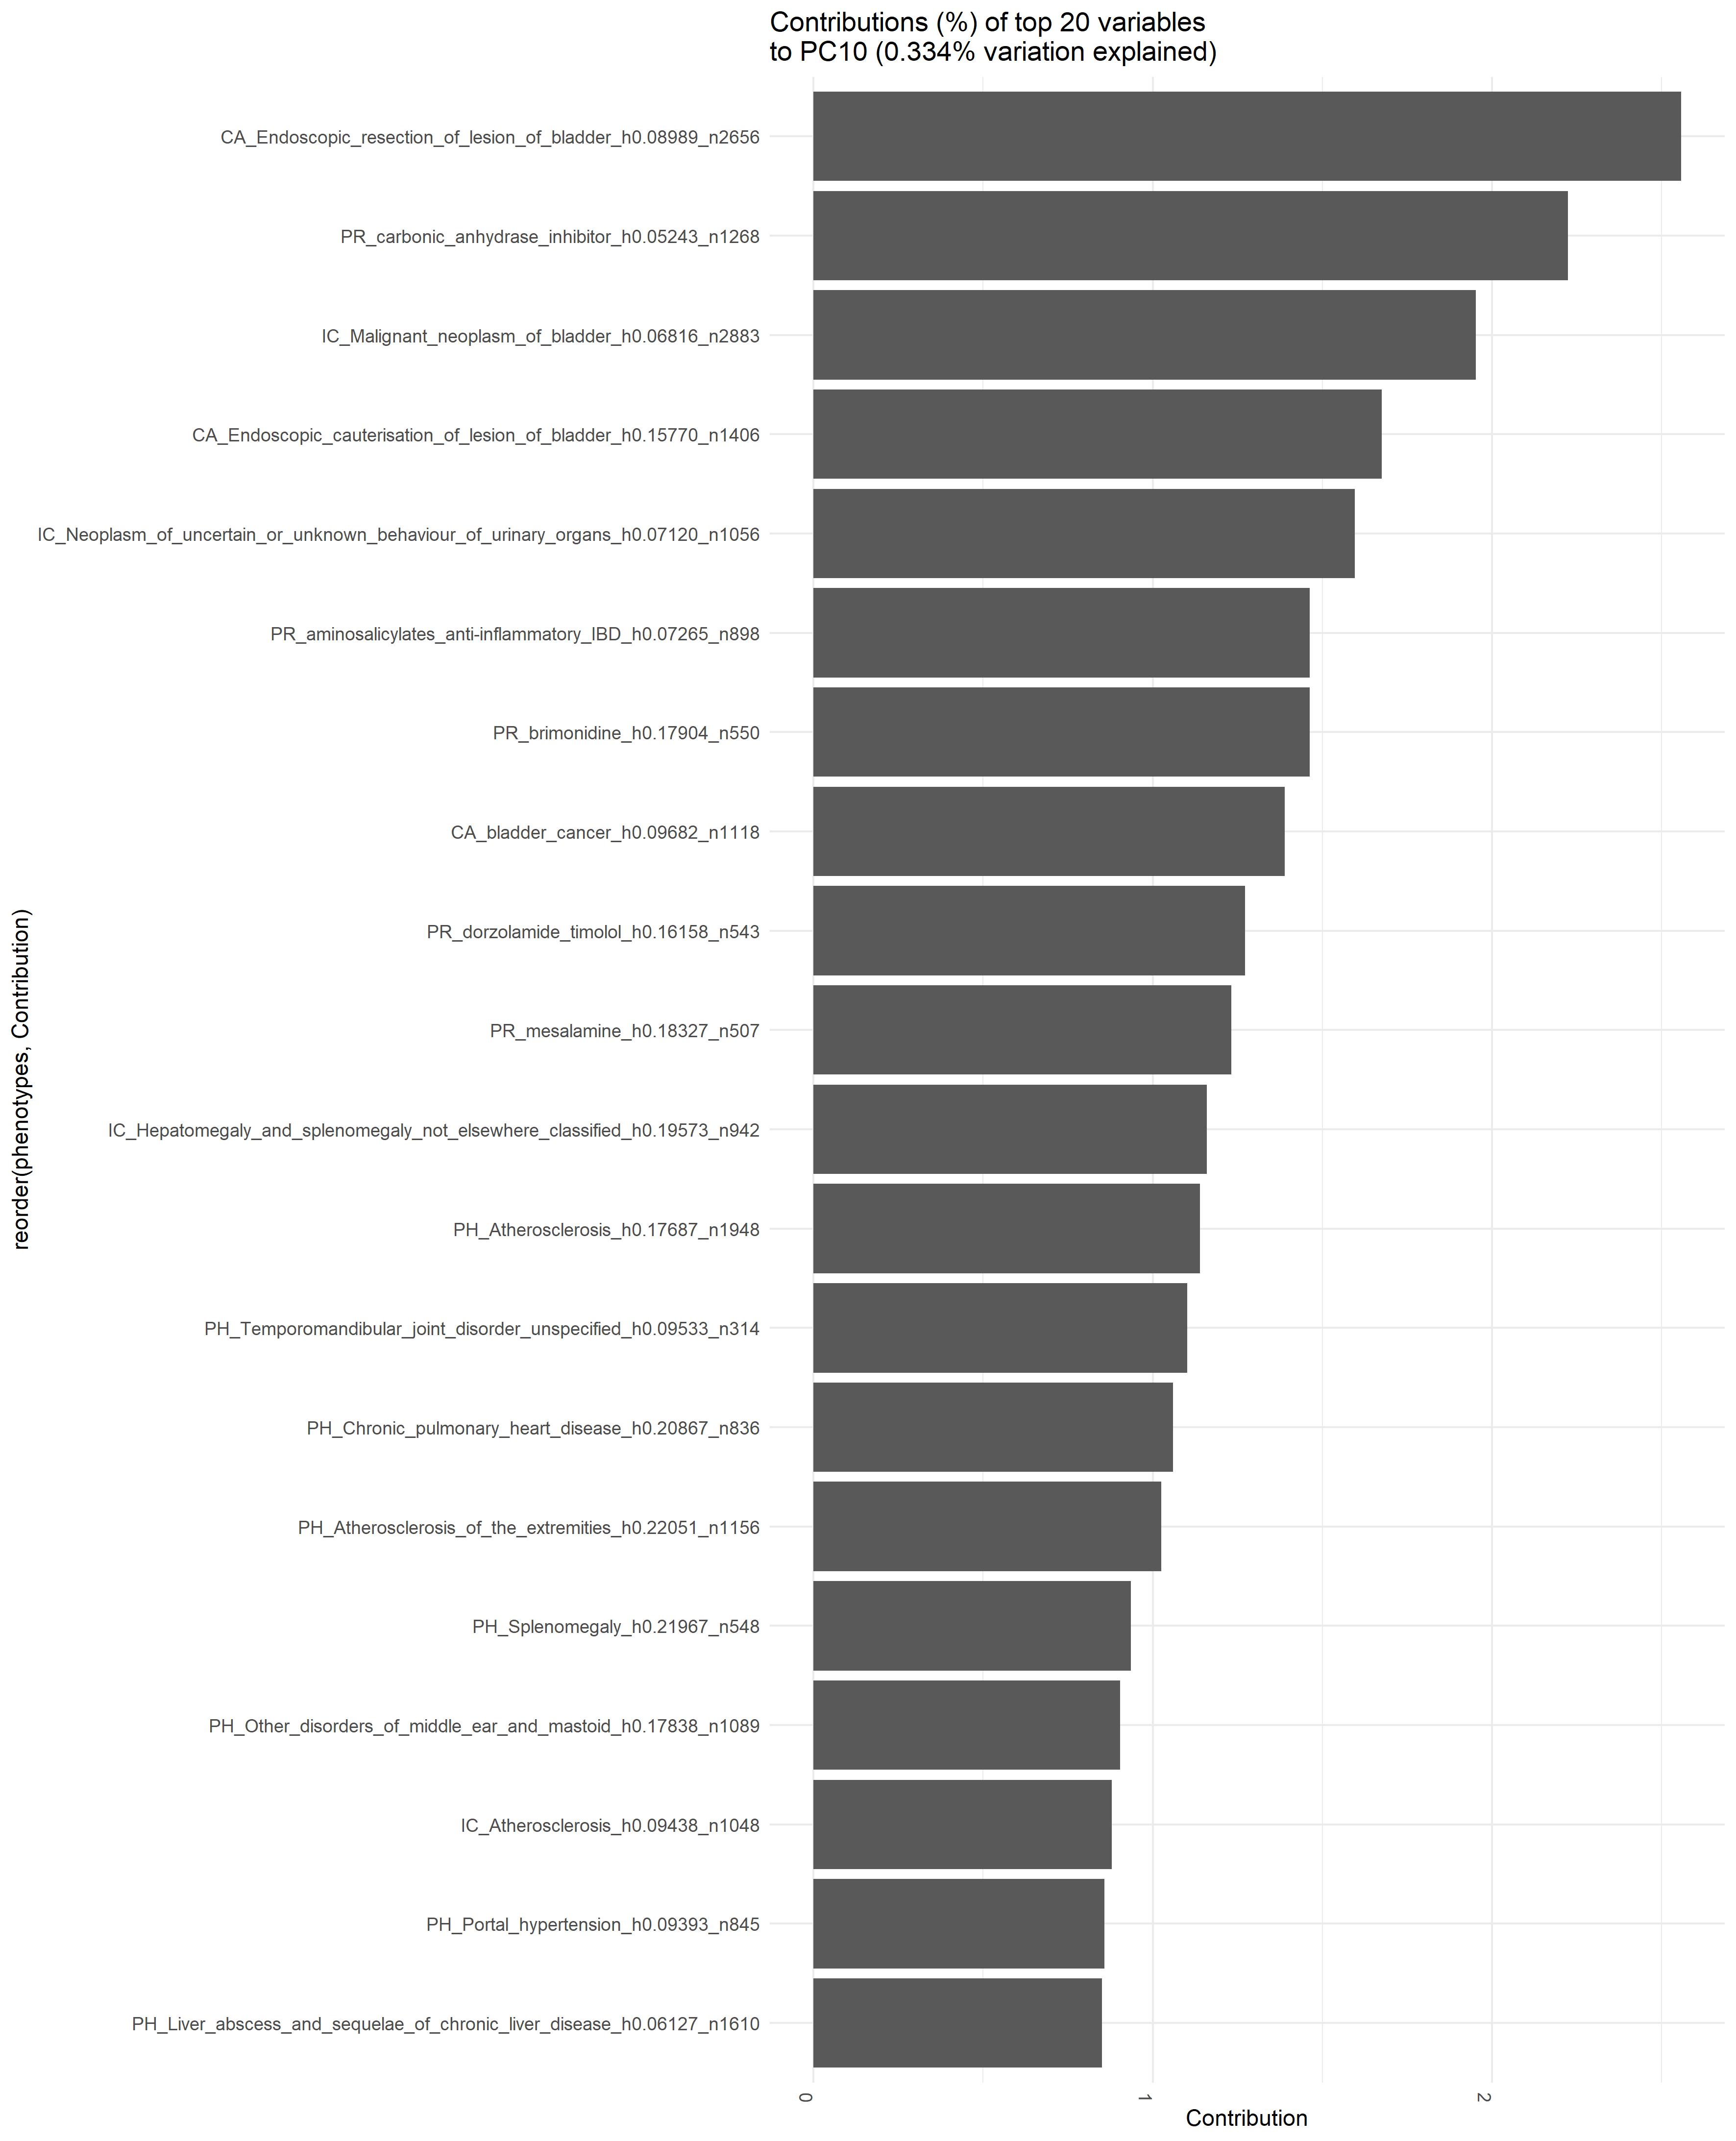 Contributions (%) of top 20 variables
to PC10 (0.334% variation explained)
CA_Endoscopic_resection_of_lesion_of_bladder_h0.08989_n2656
PR_carbonic_anhydrase_inhibitor_h0.05243_n1268
IC_Malignant_neoplasm_of_bladder_h0.06816_n2883
CA_Endoscopic_cauterisation_of_lesion_of_bladder_h0.15770_n1406
IC_Neoplasm_of_uncertain_or_unknown_behaviour_of_urinary_organs_h0.07120_n1056
PR_aminosalicylates_anti-inflammatory_IBD_h0.07265_n898
PR_brimonidine_h0.17904_n550
CA_bladder_cancer_h0.09682_n1118
PR_dorzolamide_timolol_h0.16158_n543
PR_mesalamine_h0.18327_n507
IC_Hepatomegaly_and_splenomegaly_not_elsewhere_classified_h0.19573_n942
PH_Atherosclerosis_h0.17687_n1948
PH_Temporomandibular_joint_disorder_unspecified_h0.09533_n314
PH_Chronic_pulmonary_heart_disease_h0.20867_n836
PH_Atherosclerosis_of_the_extremities_h0.22051_n1156
PH_Splenomegaly_h0.21967_n548
PH_Other_disorders_of_middle_ear_and_mastoid_h0.17838_n1089
IC_Atherosclerosis_h0.09438_n1048
PH_Portal_hypertension_h0.09393_n845
PH_Liver_abscess_and_sequelae_of_chronic_liver_disease_h0.06127_n1610
reorder(phenotypes, Contribution)
0 1 2
Contribution